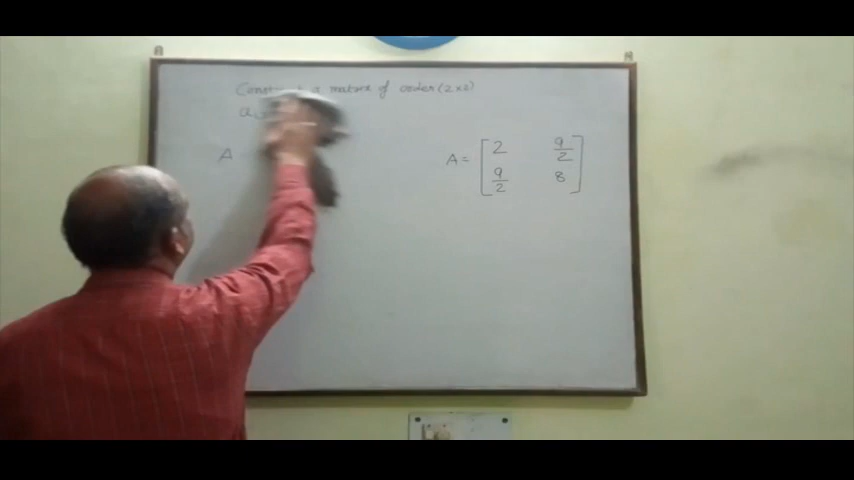 a matrix of order (2×2)
A
A = [ 2 9/2
9/2 8 ]